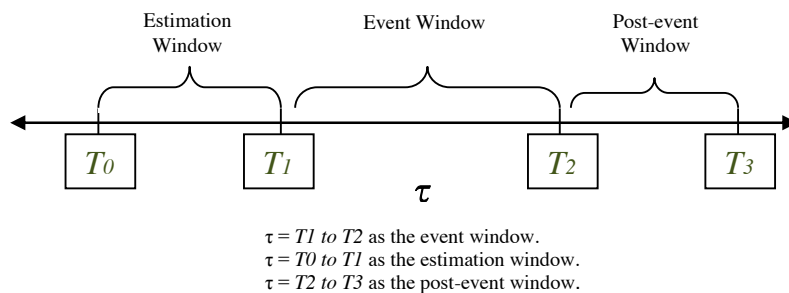 Estimation
Window
Event Window
Post-event
Window
T0
T1
T2
T3
τ
τ = T1 to T2 as the event window.
τ = T0 to T1 as the estimation window.
τ = T2 to T3 as the post-event window.